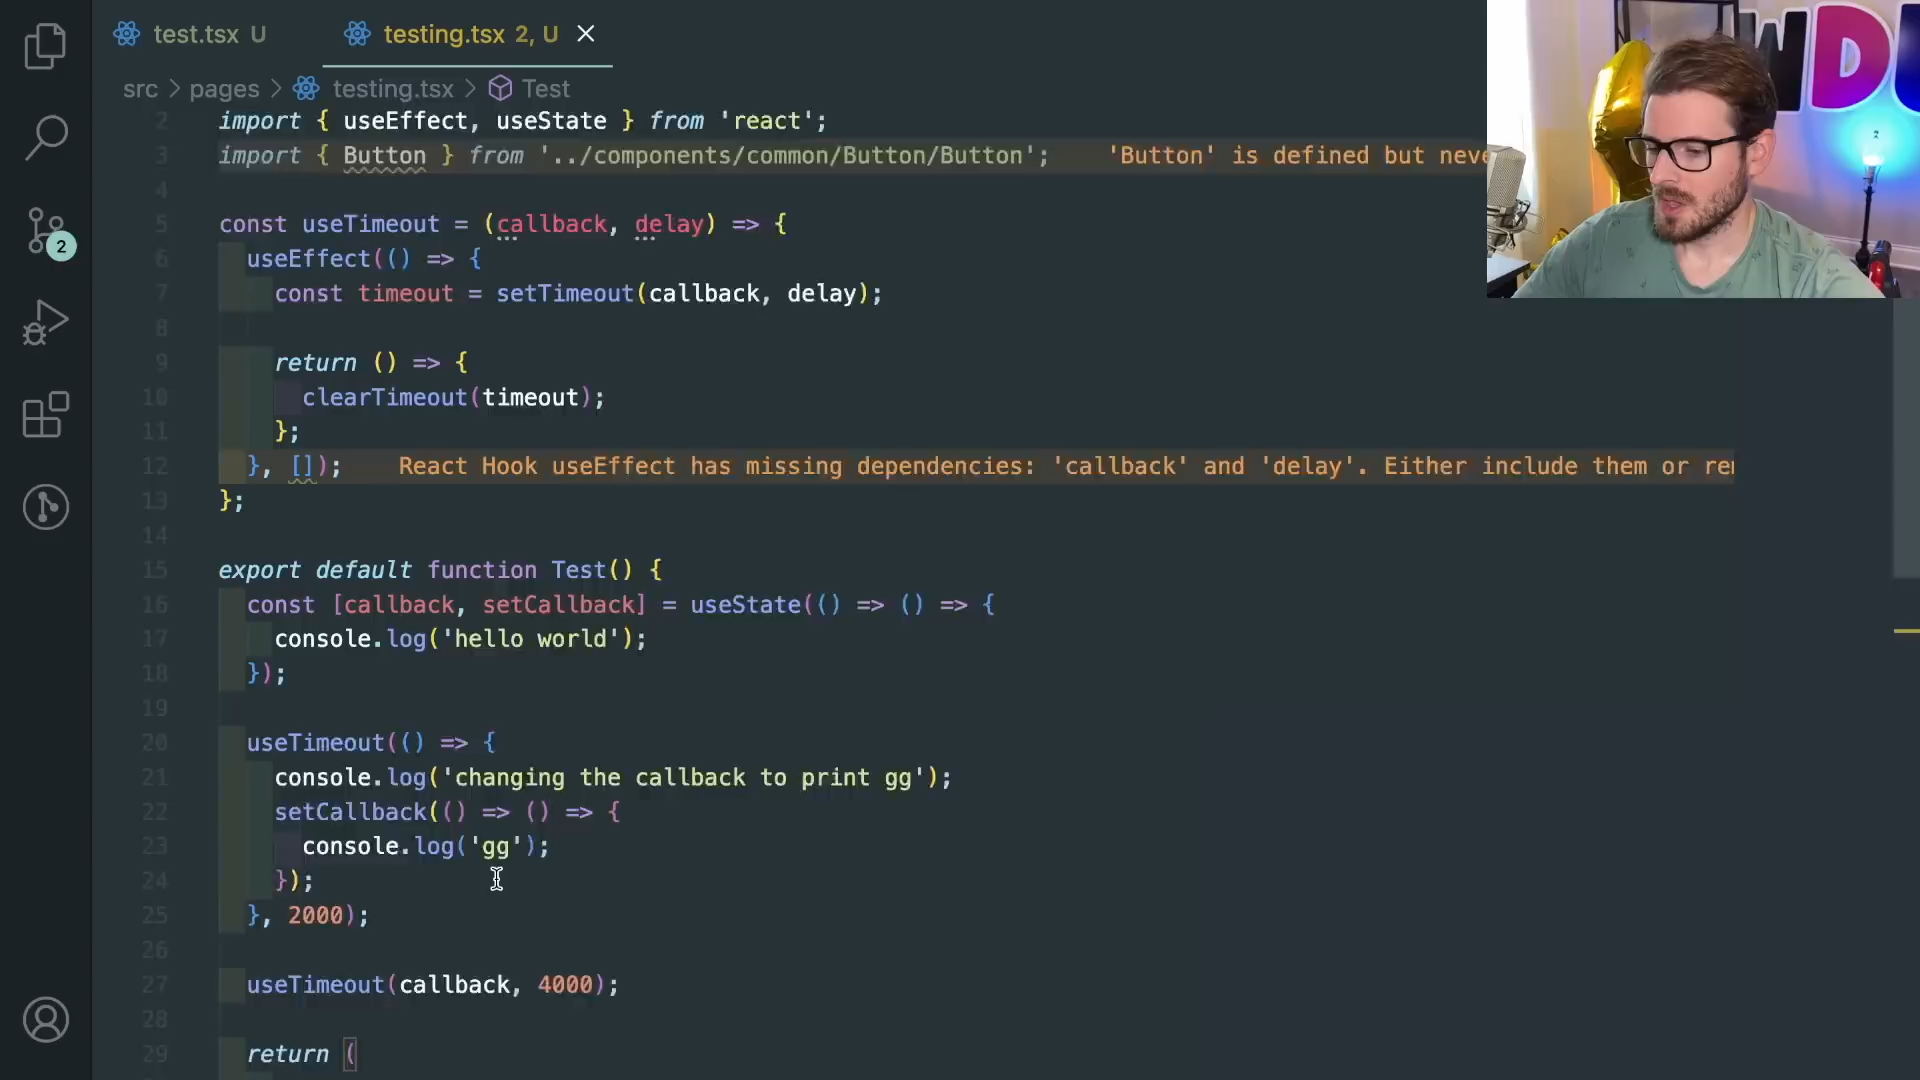 test.tsx U
testing.tsx 2, U
src > pages > testing.tsx > Test
2 import { useEffect, useState } from 'react';
3 import { Button } from '../components/common/Button/Button'; 'Button' is defined but neve
4
5 const useTimeout = (callback, delay) => {
6 useEffect(() => {
7 const timeout = setTimeout(callback, delay);
8
9 return () => {
10 clearTimeout(timeout);
11 };
12 }, []); React Hook useEffect has missing dependencies: 'callback' and 'delay'. Either include them or rem
13 };
14
15 export default function Test() {
16 const [callback, setCallback] = useState(() => () => {
17 console.log('hello world');
18 });
19
20 useTimeout(() => {
21 console.log('changing the callback to print gg');
22 setCallback(() => () => {
23 console.log('gg');
24 });
25 }, 2000);
26
27 useTimeout(callback, 4000);
28
29 return (
2
WD